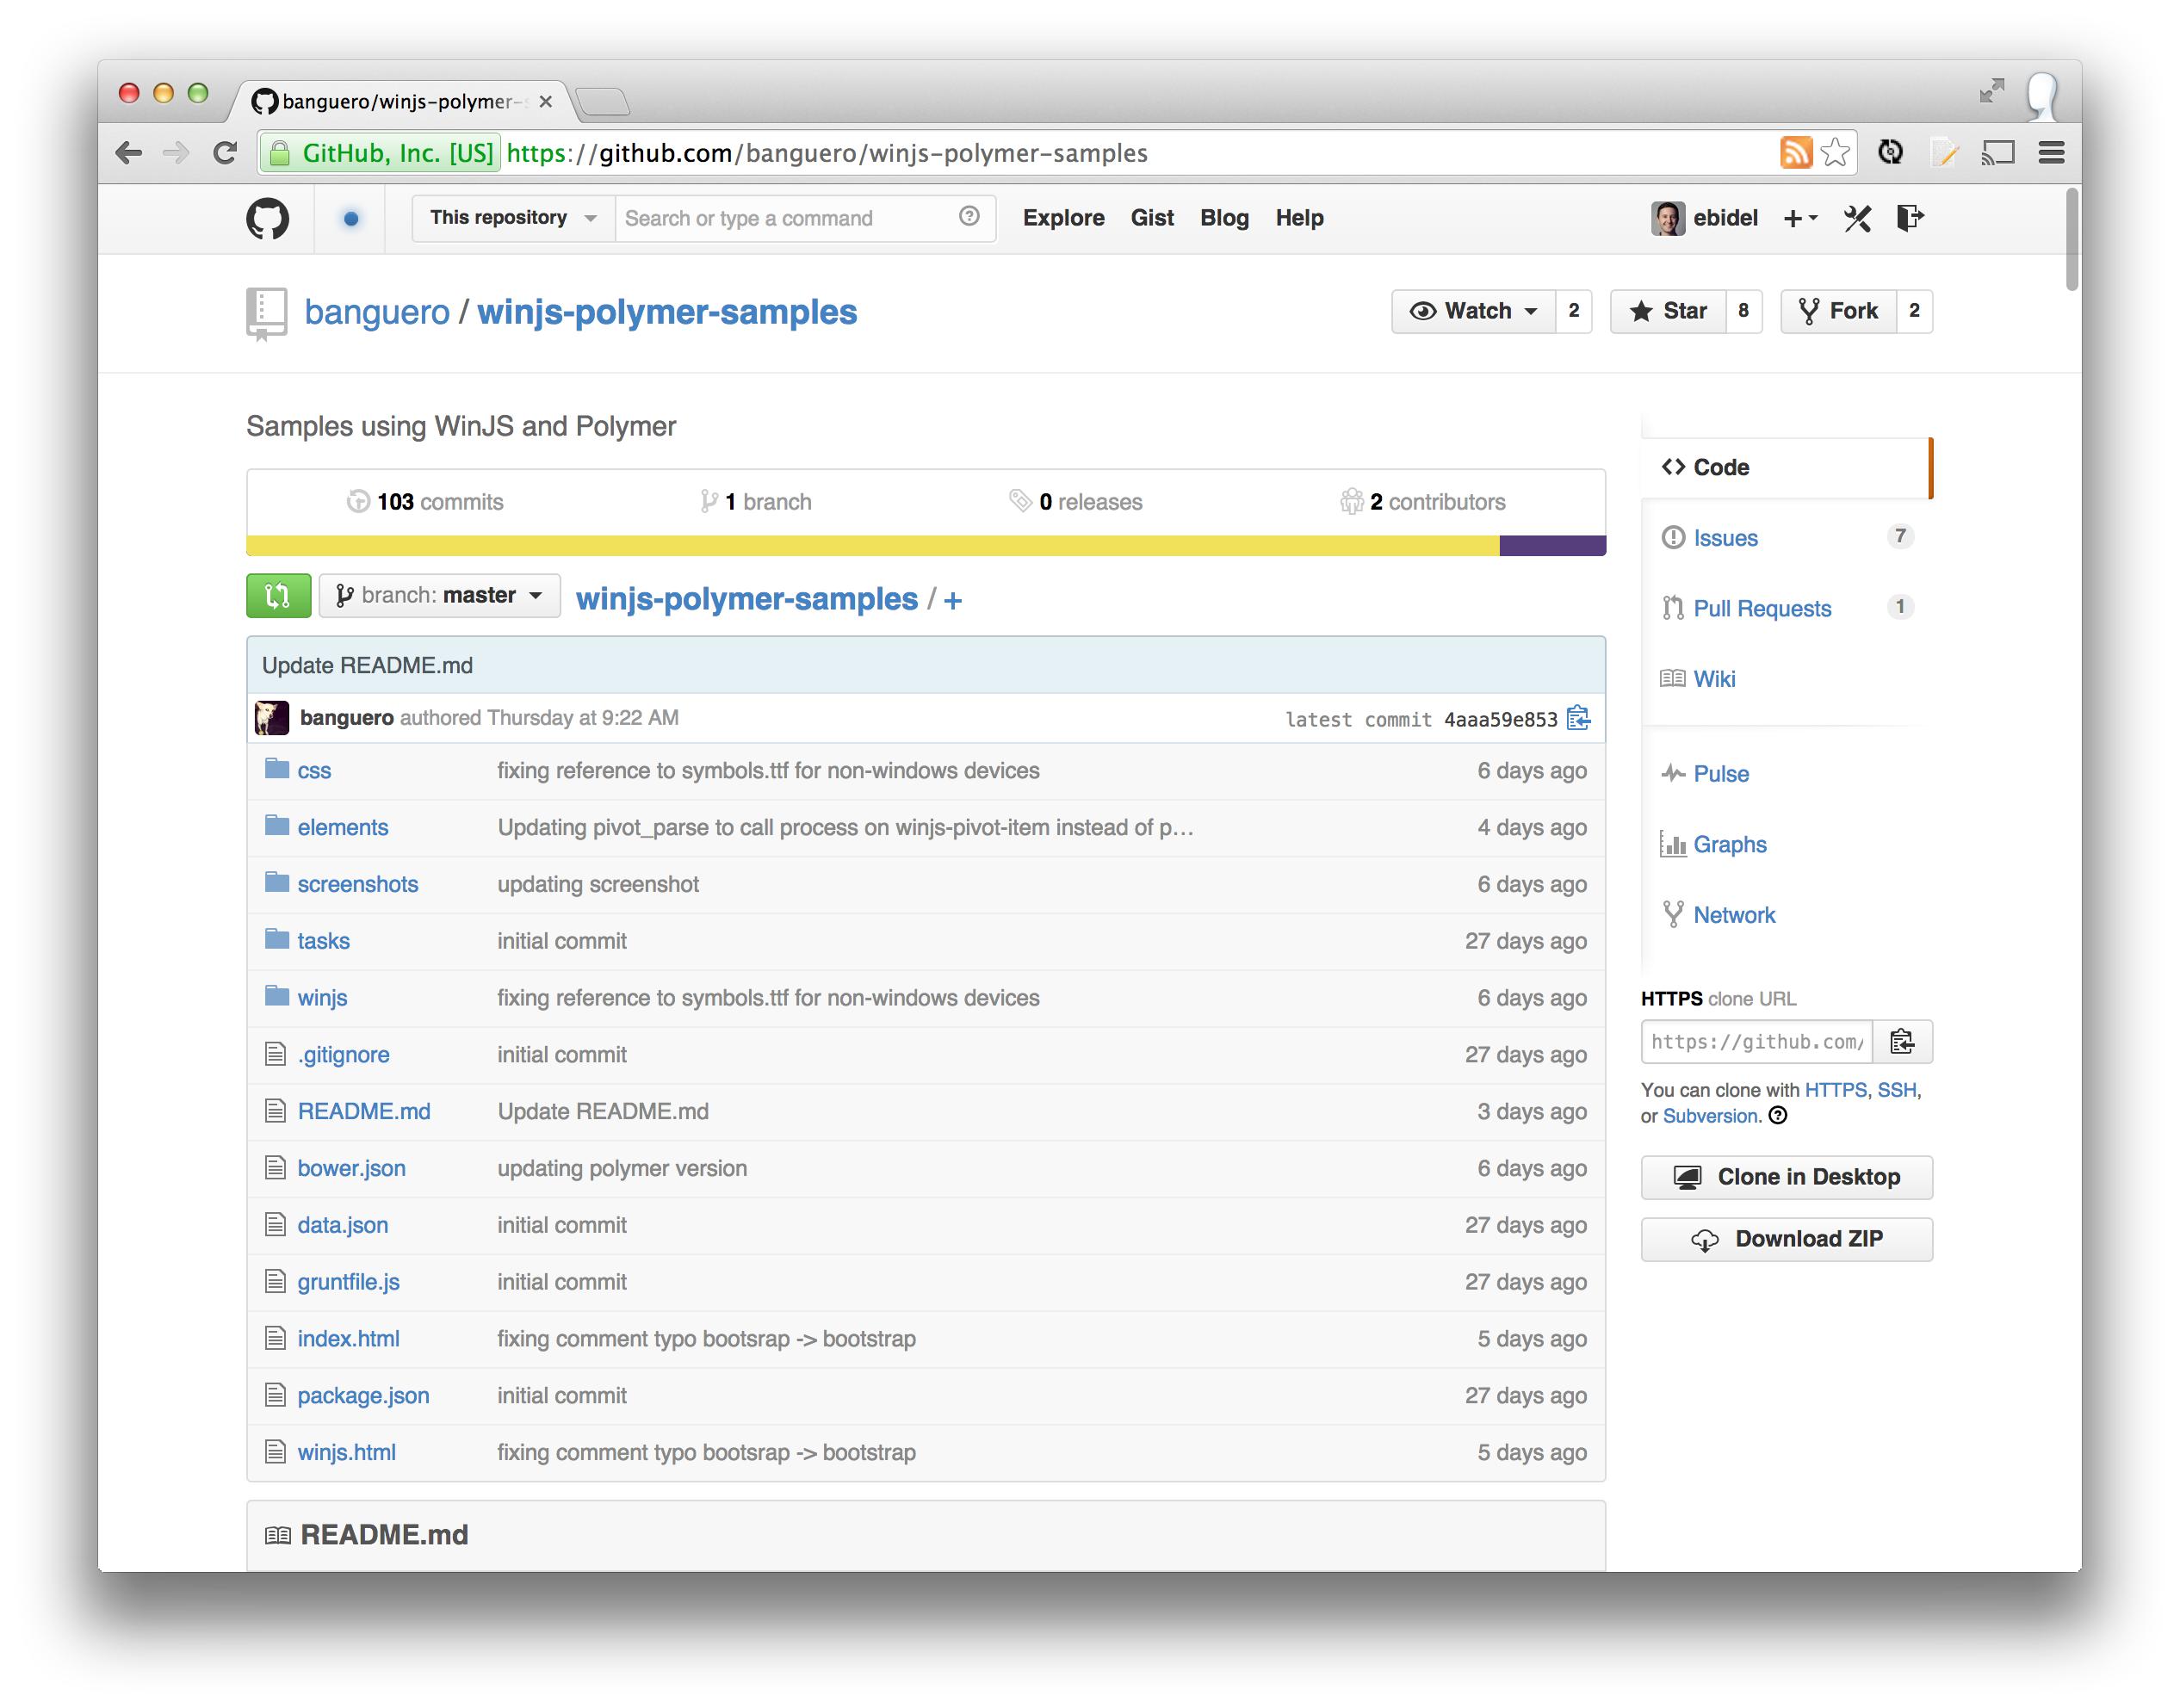 banguero/winjs-polymer-
GitHub, Inc. [US] https://github.com/banguero/winjs-polymer-samples
This repository Search or type a command Explore Gist Blog Help ebidel
banguero / winjs-polymer-samples Watch 2 Star 8 Fork 2
Samples using WinJS and Polymer
103 commits 1 branch 0 releases 2 contributors
branch: master winjs-polymer-samples / +
Update README.md
banguero authored Thursday at 9:22 AM latest commit 4aaa59e853
css fixing reference to symbols.ttf for non-windows devices 6 days ago
elements Updating pivot_parse to call process on winjs-pivot-item instead of p… 4 days ago
screenshots updating screenshot 6 days ago
tasks initial commit 27 days ago
winjs fixing reference to symbols.ttf for non-windows devices 6 days ago
.gitignore initial commit 27 days ago
README.md Update README.md 3 days ago
bower.json updating polymer version 6 days ago
data.json initial commit 27 days ago
gruntfile.js initial commit 27 days ago
index.html fixing comment typo bootsrap -> bootstrap 5 days ago
package.json initial commit 27 days ago
winjs.html fixing comment typo bootsrap -> bootstrap 5 days ago
README.md
Code
Issues 7
Pull Requests 1
Wiki
Pulse
Graphs
Network
HTTPS clone URL
https://github.com/
You can clone with HTTPS, SSH,
or Subversion.
Clone in Desktop
Download ZIP